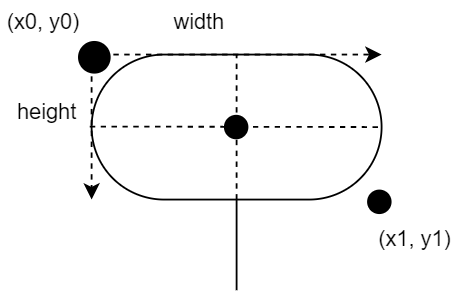 (x0, y0)
width
height
(x1, y1)